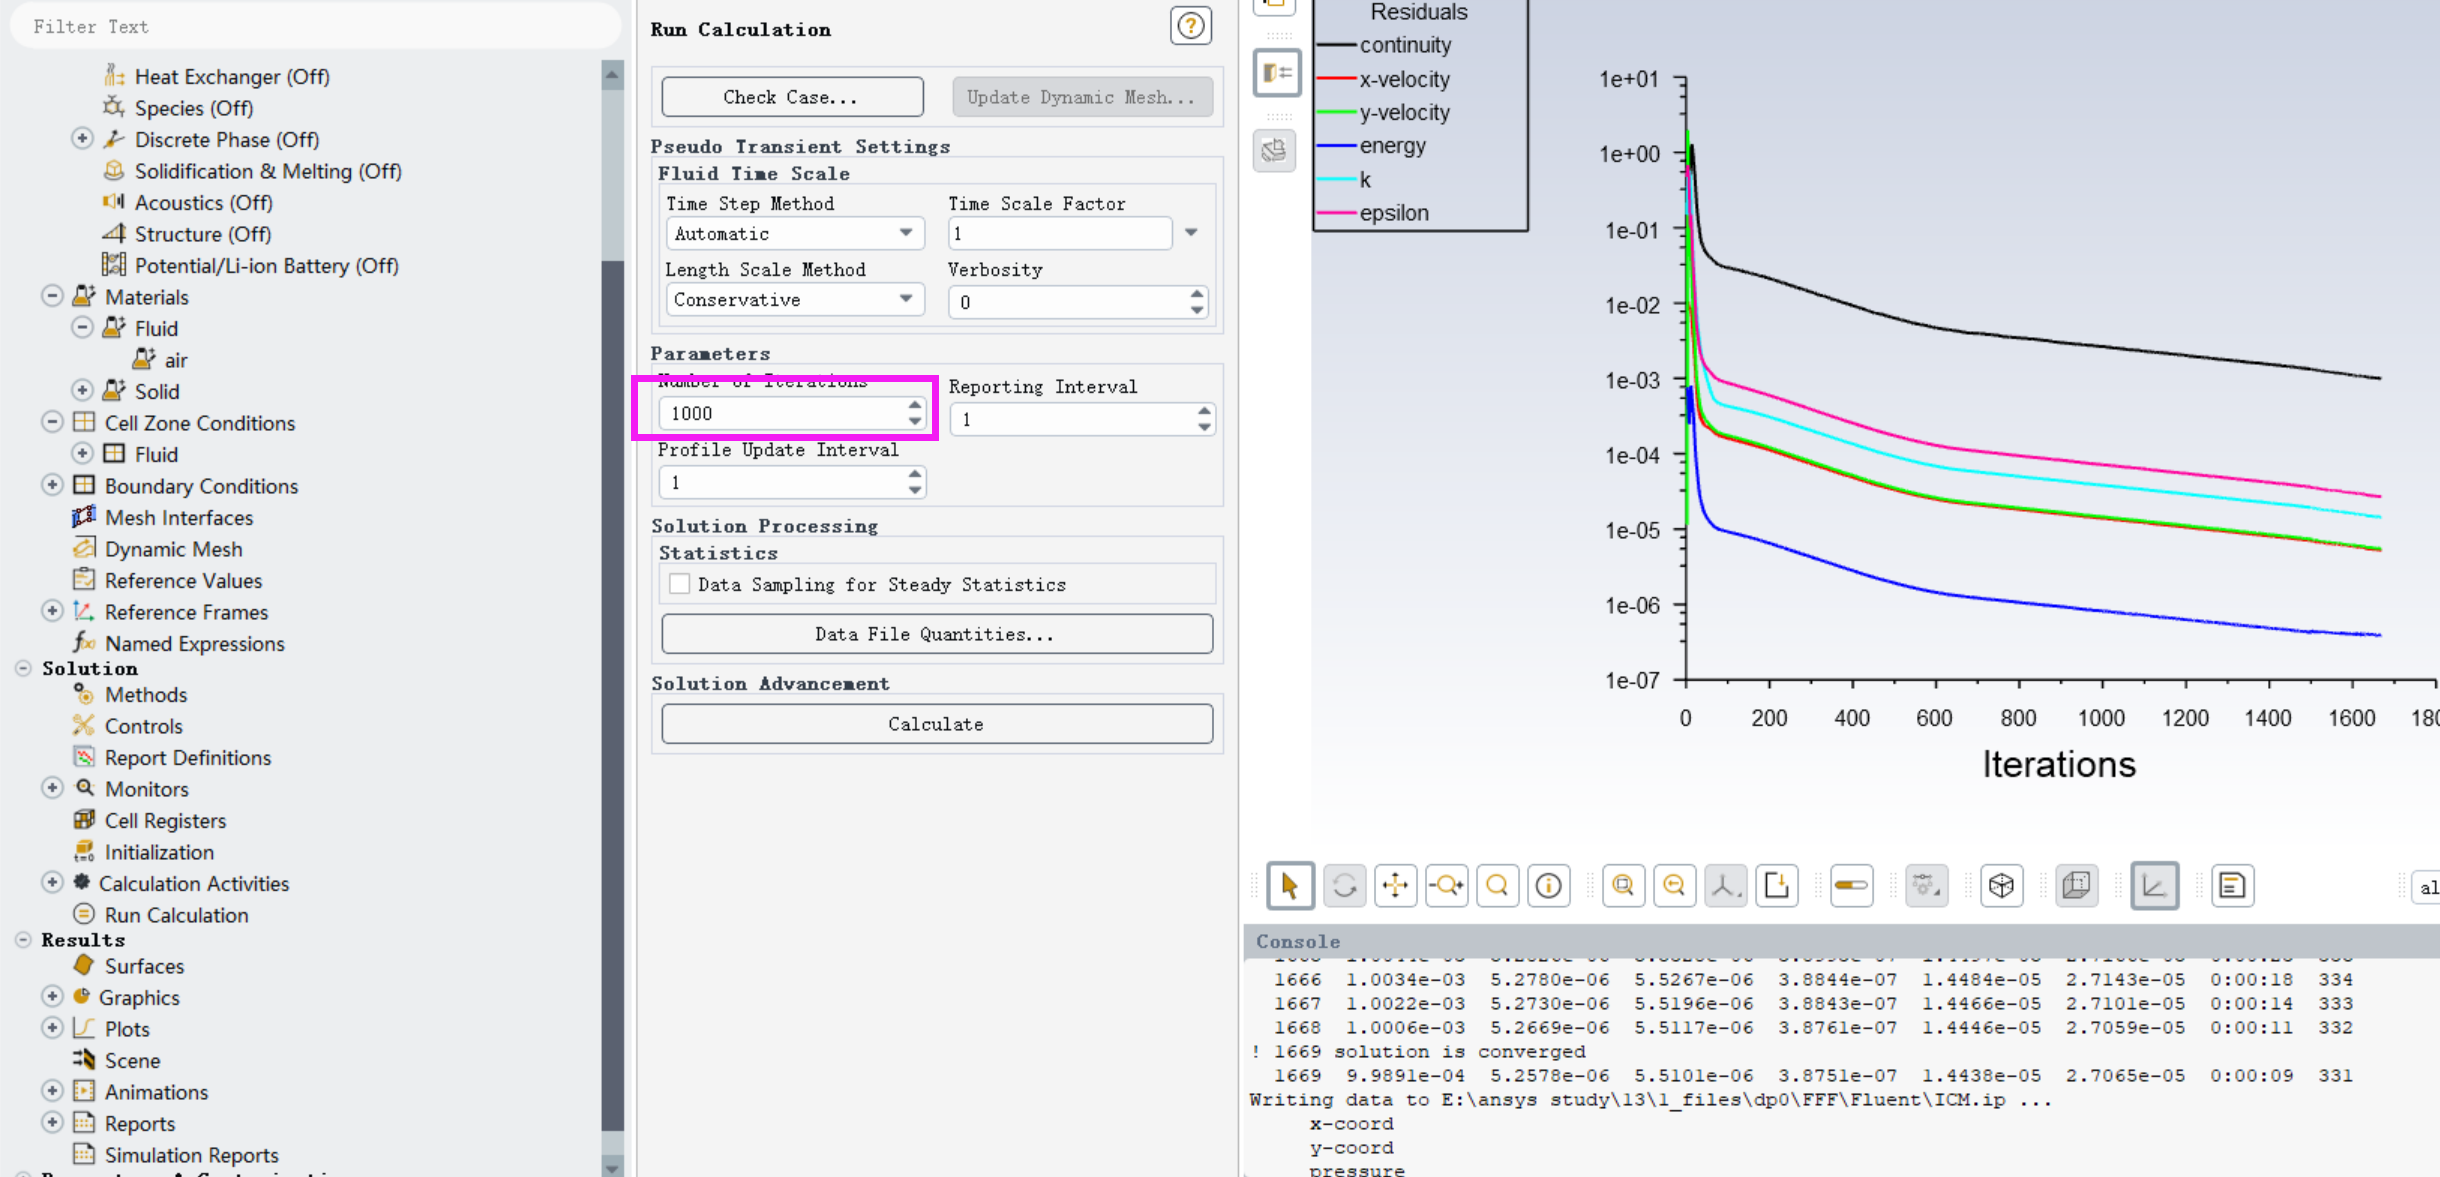 Filter Text
Heat Exchanger (Off)
Species (Off)
Discrete Phase (Off)
Solidification & Melting (Off)
Acoustics (Off)
Structure (Off)
Potential/Li-ion Battery (Off)
Materials
Fluid
air
Solid
Cell Zone Conditions
Fluid
Boundary Conditions
Mesh Interfaces
Dynamic Mesh
Reference Values
Reference Frames
Named Expressions
Solution
Methods
Controls
Report Definitions
Monitors
Cell Registers
Initialization
Calculation Activities
Run Calculation
Results
Surfaces
Graphics
Plots
Scene
Animations
Reports
Simulation Reports
Run Calculation
Check Case...
Update Dynamic Mesh...
Pseudo Transient Settings
Fluid Time Scale
Time Step Method
Time Scale Factor
Automatic
1
Length Scale Method
Verbosity
Conservative
0
Parameters
Number of Iterations
Reporting Interval
1000
1
Profile Update Interval
1
Solution Processing
Statistics
Data Sampling for Steady Statistics
Data File Quantities...
Solution Advancement
Calculate
Residuals
continuity
x-velocity
y-velocity
energy
k
epsilon
1e+01
1e+00
1e-01
1e-02
1e-03
1e-04
1e-05
1e-06
1e-07
0 200 400 600 800 1000 1200 1400 1600 180
Iterations
al
Console
1666 1.0034e-03 5.2780e-06 5.5267e-06 3.8844e-07 1.4484e-05 2.7143e-05 0:00:18 334
1667 1.0022e-03 5.2730e-06 5.5196e-06 3.8843e-07 1.4466e-05 2.7101e-05 0:00:14 333
1668 1.0006e-03 5.2669e-06 5.5117e-06 3.8761e-07 1.4446e-05 2.7059e-05 0:00:11 332
! 1669 solution is converged
1669 9.9891e-04 5.2578e-06 5.5101e-06 3.8751e-07 1.4438e-05 2.7065e-05 0:00:09 331
Writing data to E:\ansys study\13\1_files\dp0\FFF\Fluent\ICM.ip ...
x-coord
y-coord
pressure